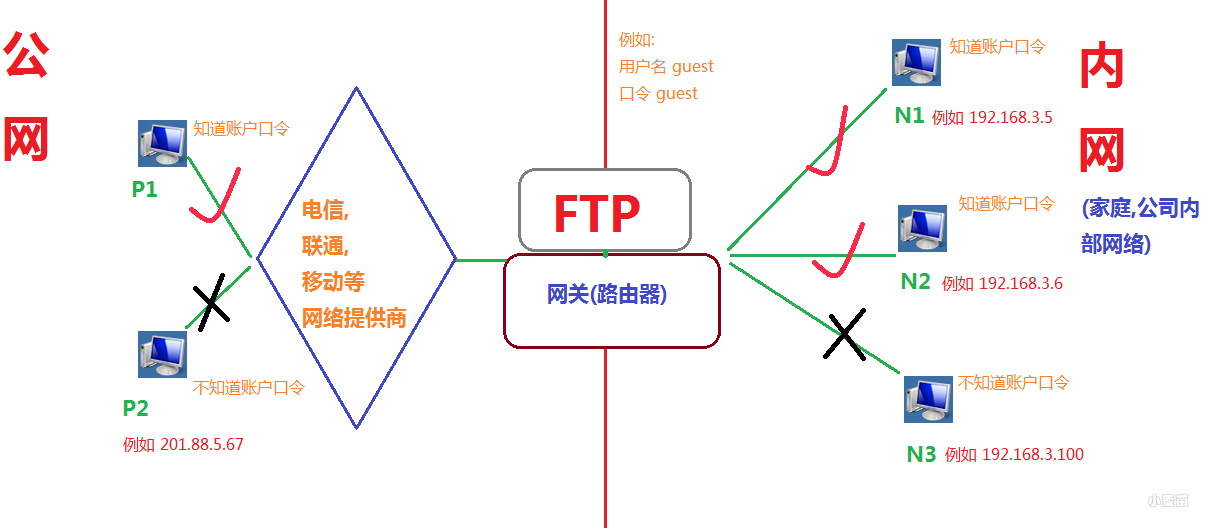 公
网
知道账户口令
P1
不知道账户口令
P2
例如 201.88.5.67
电信,
联通,
移动等
网络提供商
例如:
用户名 guest
口令 guest
FTP
网关(路由器)
知道账户口令
N1 例如 192.168.3.5
知道账户口令
N2 例如 192.168.3.6
不知道账户口令
N3 例如 192.168.3.100
内
网
(家庭,公司内
部网络)